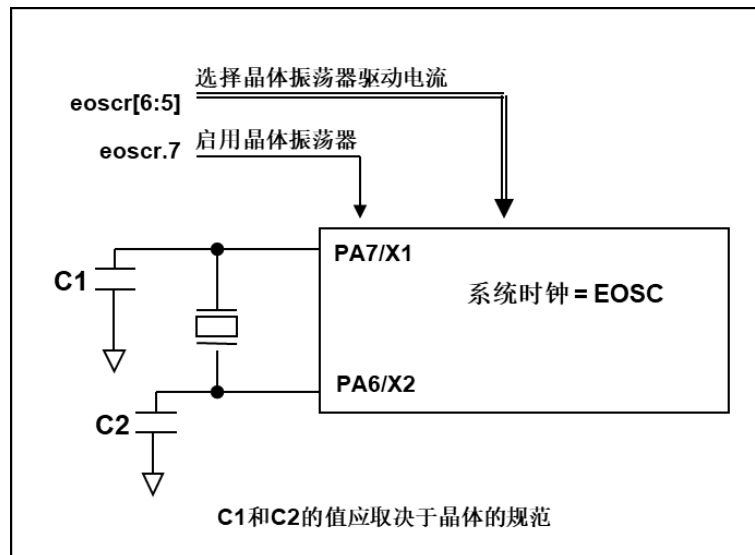 选择晶体振荡器驱动电流
eoscr[6:5]
eoscr.7 启用晶体振荡器
PA7/X1
C1
系统时钟 = EOSC
PA6/X2
C2
C1和C2的值应取决于晶体的规范